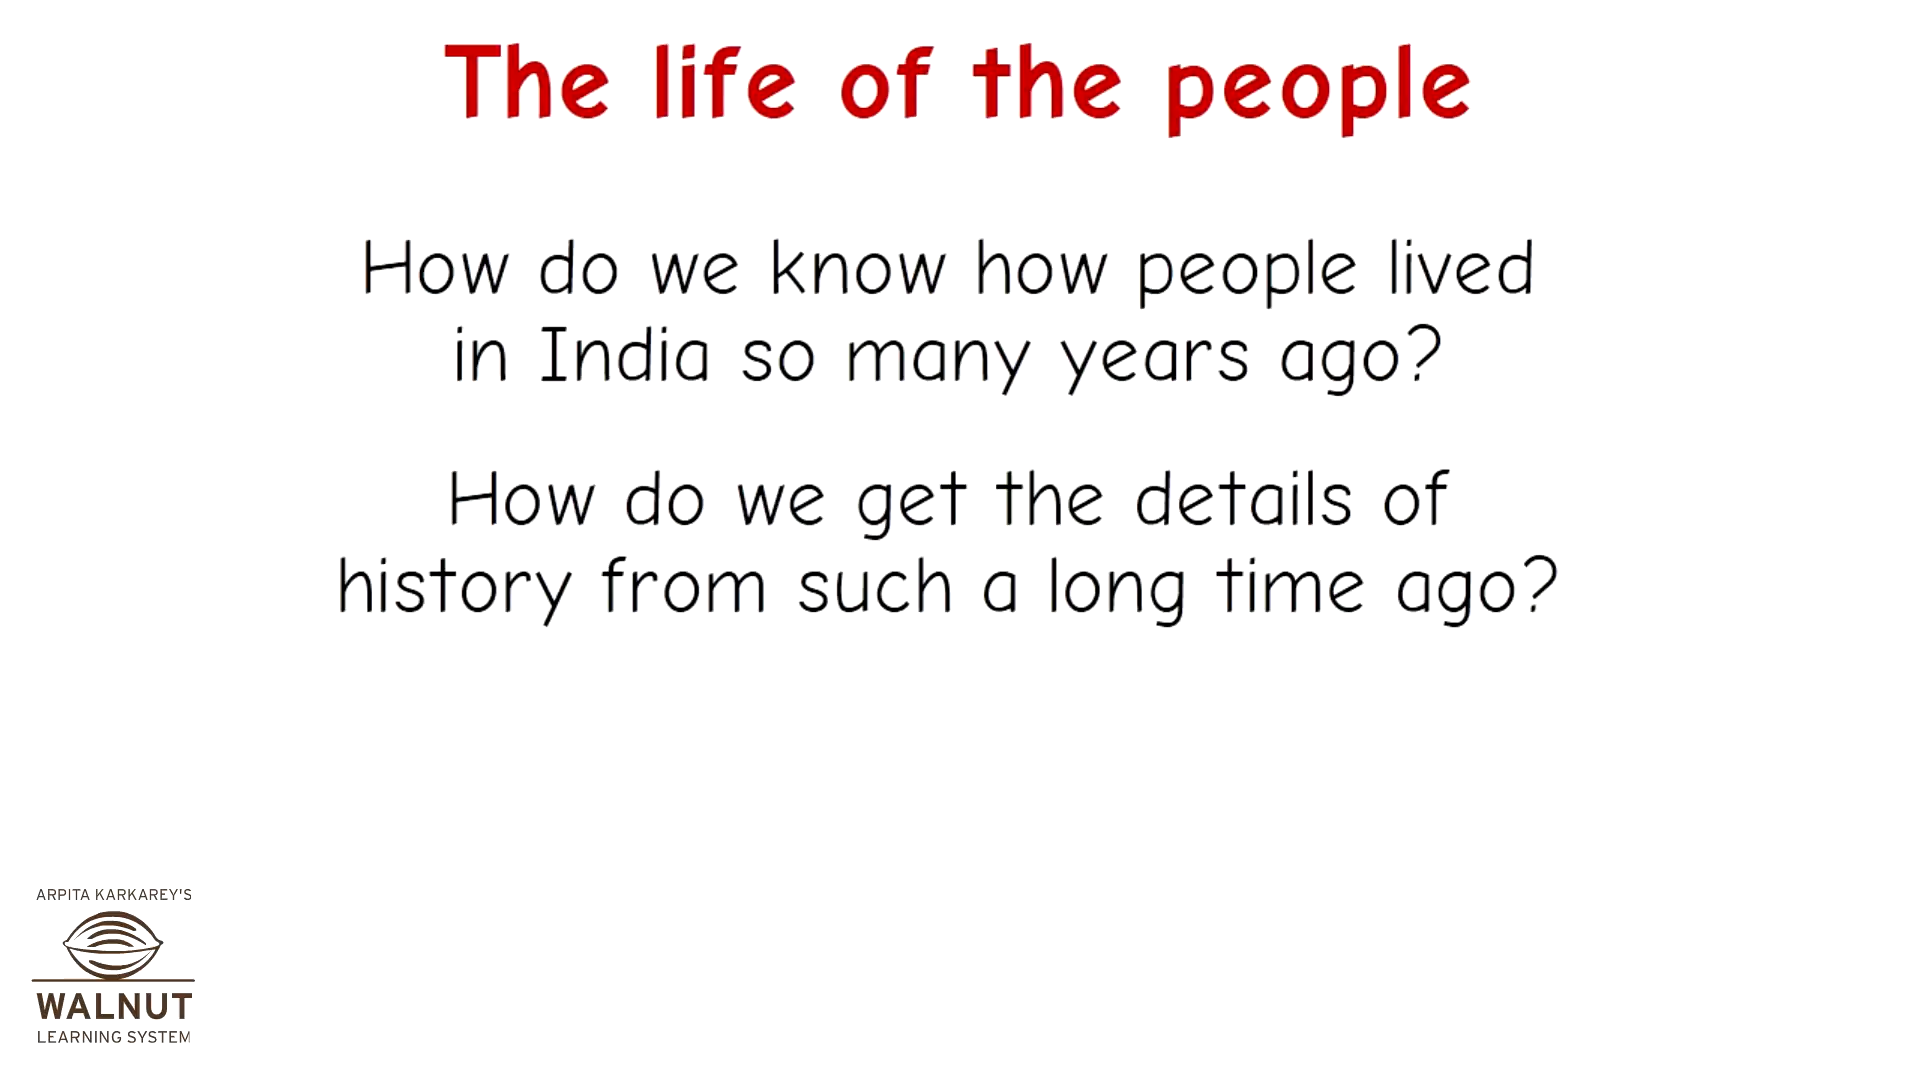 The life of the people
How do we know how people lived
in India so many years ago?
How do we get the details of
history from such a long time ago?
ARPITA KARKAREY'S
WALNUT
LEARNING SYSTEM